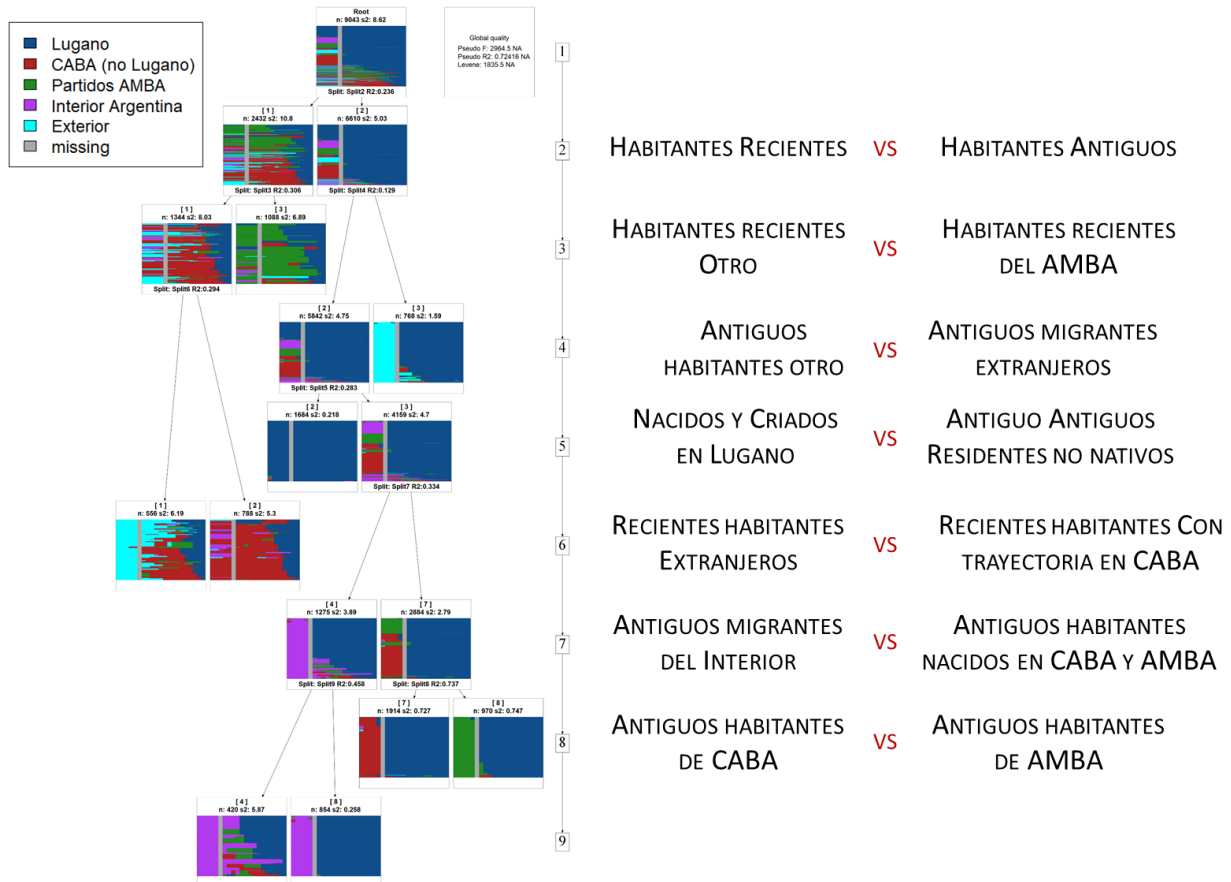 Lugano
CABA (no Lugano)
Partidos AMBA
Interior Argentina
Exterior
missing
Root
n: 9043 s2: 8.62
Split: Split2 R2:0.236
Global quality
Pseudo F: 2964.5 NA
Pseudo R2: 0.72416 NA
Levene: 1835.5 NA
1
[ 1 ]
n: 2432 s2: 10.8
Split: Split3 R2:0.306
[ 2 ]
n: 6610 s2: 5.03
Split: Split4 R2:0.129
2
HABITANTES RECIENTES VS HABITANTES ANTIGUOS
[ 1 ]
n: 1344 s2: 8.03
Split: Split6 R2:0.294
[ 3 ]
n: 1088 s2: 6.89
3
HABITANTES RECIENTES
OTRO
VS
HABITANTES RECIENTES
DEL AMBA
[ 2 ]
n: 5842 s2: 4.75
Split: Split5 R2:0.283
[ 3 ]
n: 768 s2: 1.59
4
ANTIGUOS
HABITANTES OTRO
VS
ANTIGUOS MIGRANTES
EXTRANJEROS
[ 2 ]
n: 1684 s2: 0.218
[ 3 ]
n: 4159 s2: 4.7
Split: Split7 R2:0.334
5
NACIDOS Y CRIADOS
EN LUGANO
VS
ANTIGUO ANTIGUOS
RESIDENTES NO NATIVOS
[ 1 ]
n: 556 s2: 6.19
[ 2 ]
n: 788 s2: 5.3
6
RECIENTES HABITANTES
EXTRANJEROS
VS
RECIENTES HABITANTES CON
TRAYECTORIA EN CABA
[ 4 ]
n: 1275 s2: 3.89
Split: Split9 R2:0.458
[ 7 ]
n: 2884 s2: 2.79
Split: Split8 R2:0.737
7
ANTIGUOS MIGRANTES
DEL INTERIOR
VS
ANTIGUOS HABITANTES
NACIDOS EN CABA Y AMBA
[ 7 ]
n: 1914 s2: 0.727
[ 8 ]
n: 970 s2: 0.747
8
ANTIGUOS HABITANTES
DE CABA
VS
ANTIGUOS HABITANTES
DE AMBA
[ 4 ]
n: 420 s2: 5.87
[ 8 ]
n: 854 s2: 0.258
9